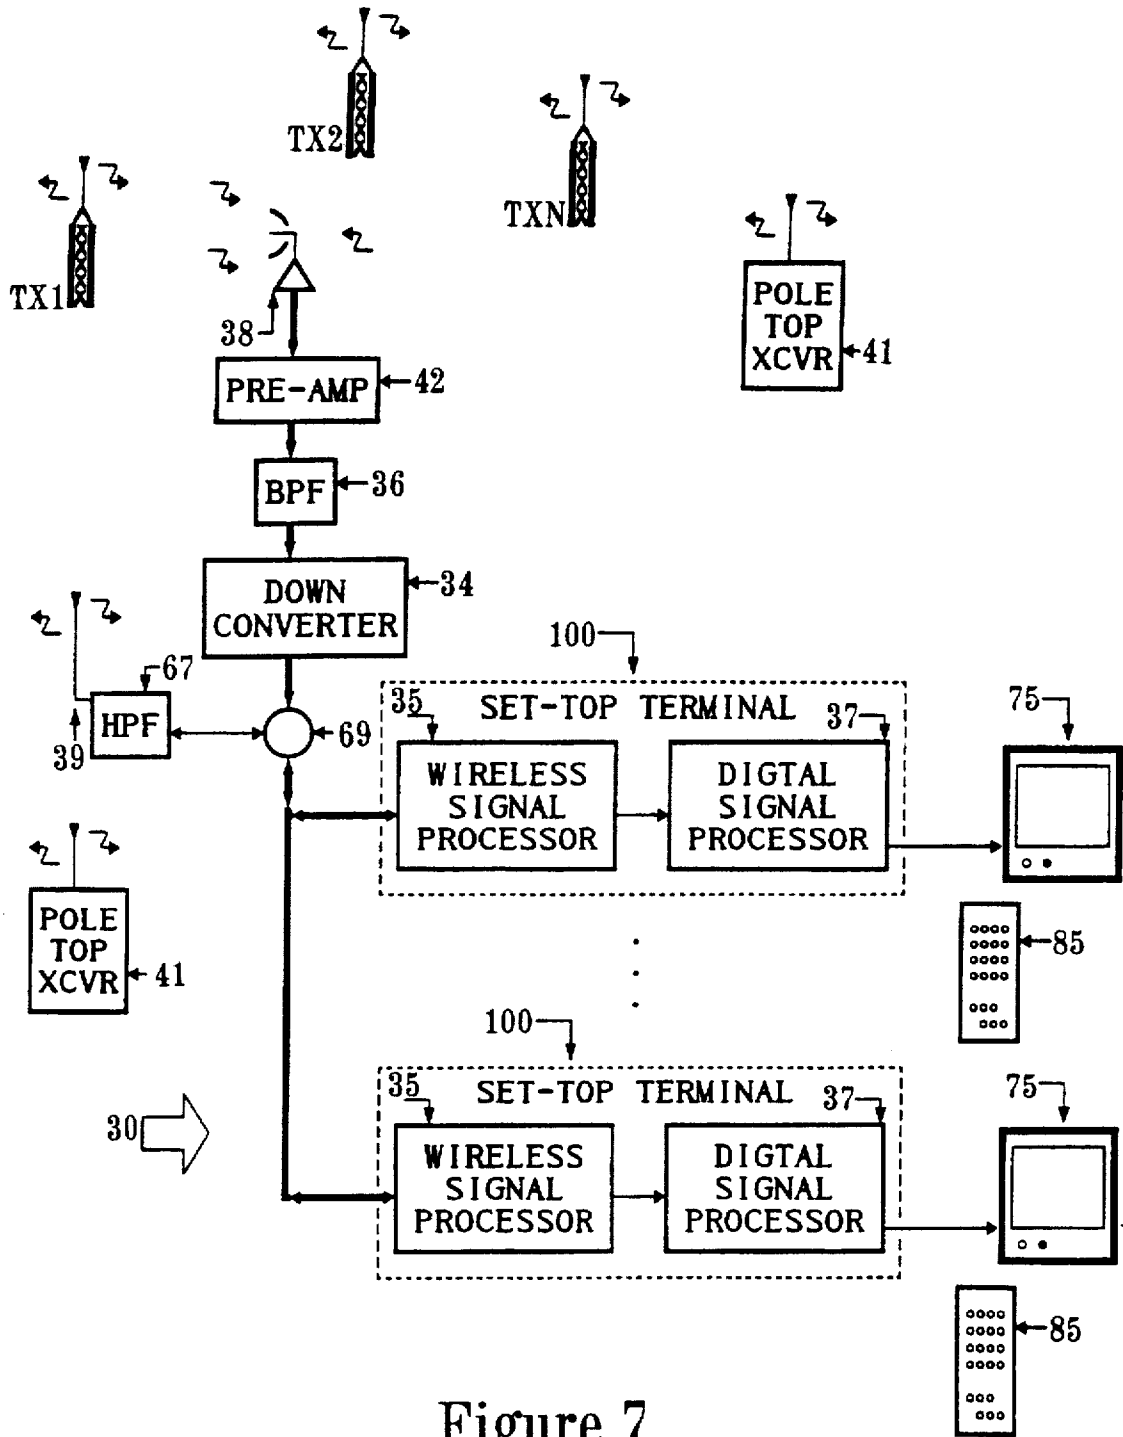 TX2
TXN
TX1
38
POLE
TOP
XCVR
41
PRE-AMP
42
BPF
36
DOWN
CONVERTER
34
67
HPF
39
69
100
SET-TOP TERMINAL
35
37
WIRELESS
SIGNAL
PROCESSOR
DIGTAL
SIGNAL
PROCESSOR
75
85
POLE
TOP
XCVR
41
100
SET-TOP TERMINAL
35
37
WIRELESS
SIGNAL
PROCESSOR
DIGTAL
SIGNAL
PROCESSOR
75
85
30
Figure 7